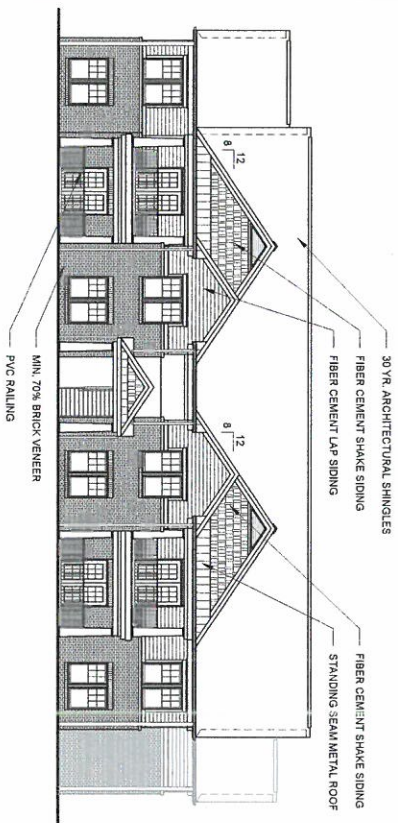 30 YR. ARCHITECTURAL SHINGLES
FIBER CEMENT SHAKE SIDING
FIBER CEMENT LAP SIDING
FIBER CEMENT SHAKE SIDING
STANDING SEAM METAL ROOF
12
8
12
8
MIN. 70% BRICK VENEER
PVC RAILING